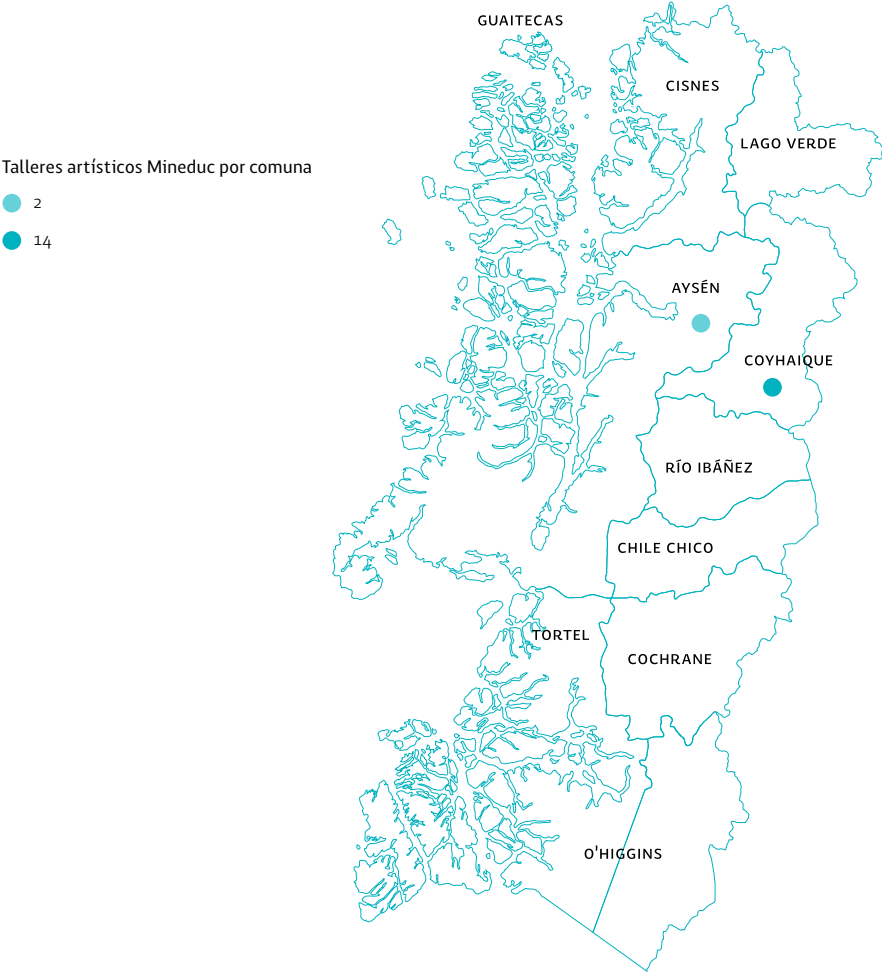 GUAITECAS
CISNES
LAGO VERDE
Talleres artísticos Mineduc por comuna
2
14
AYSÉN
COYHAIQUE
RÍO IBÁÑEZ
CHILE CHICO
TORTEL
COCHRANE
O'HIGGINS